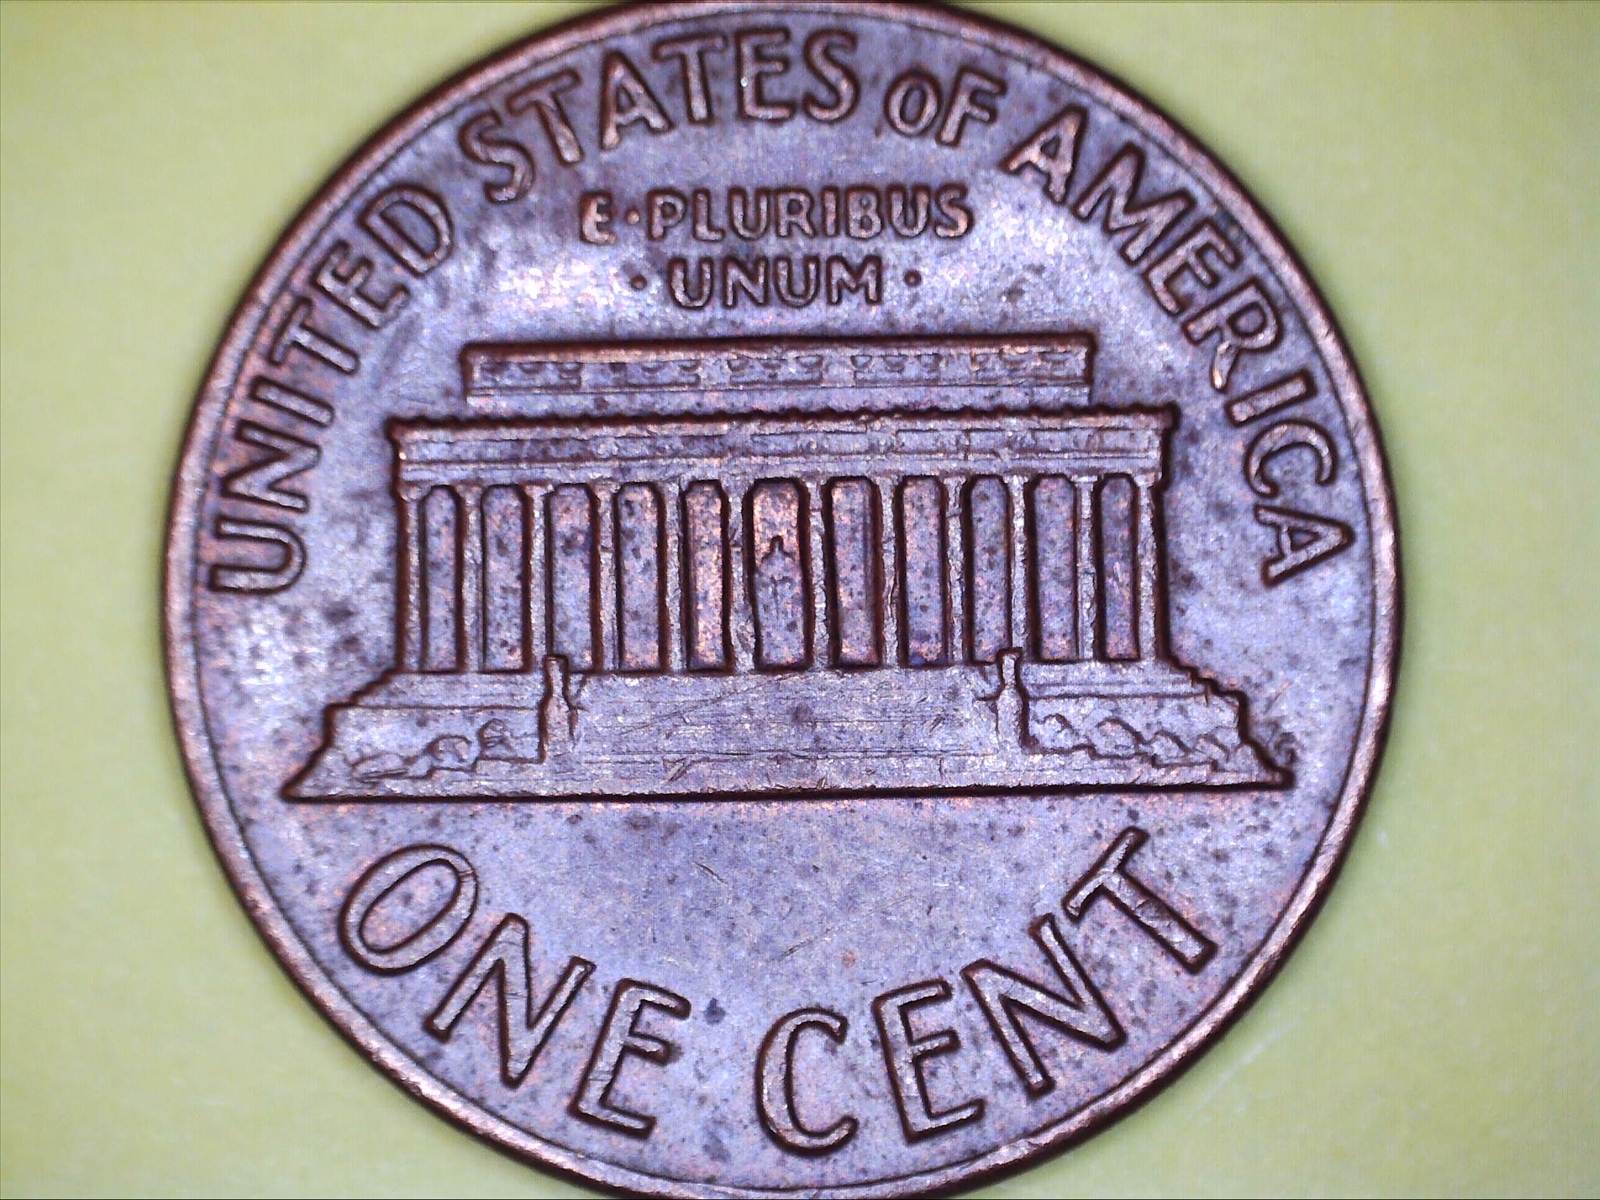 UNITED STATES OF AMERICA
E·PLURIBUS
·UNUM·
ONE CENT